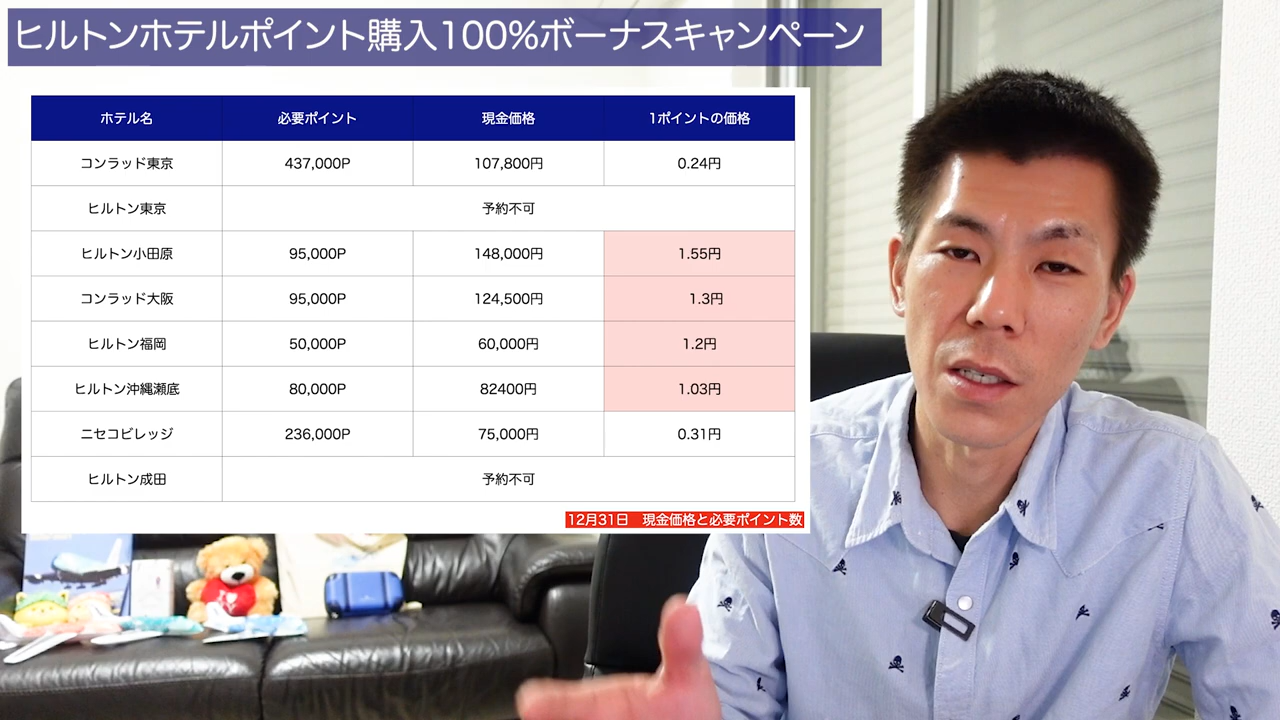 ヒルトンホテルポイント購入100%ボーナスキャンペーン
ホテル名 必要ポイント 現金価格 1ポイントの価格
コンラッド東京 437,000P 107,800円 0.24円
ヒルトン東京 予約不可
ヒルトン小田原 95,000P 148,000円 1.55円
コンラッド大阪 95,000P 124,500円 1.3円
ヒルトン福岡 50,000P 60,000円 1.2円
ヒルトン沖縄瀬底 80,000P 82400円 1.03円
ニセコビレッジ 236,000P 75,000円 0.31円
ヒルトン成田 予約不可
12月31日 現金価格と必要ポイント数